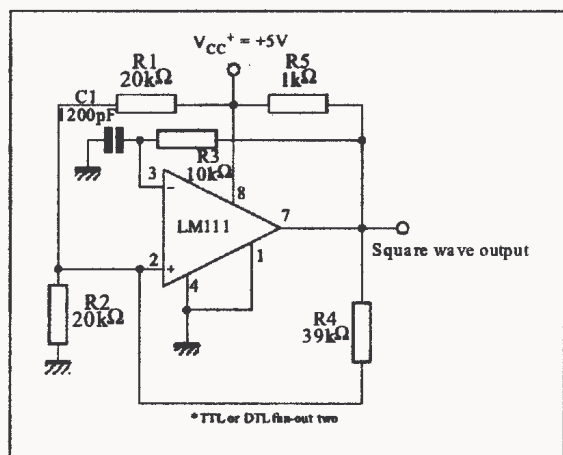 VCC+ = +5V
R1
20kΩ
R5
1kΩ
C1
1200pF
R3
10kΩ
3
−
8
LM111
7
2
+
1
4
Square wave output
R2
20kΩ
R4
39kΩ
*TTL or DTL fan-out two